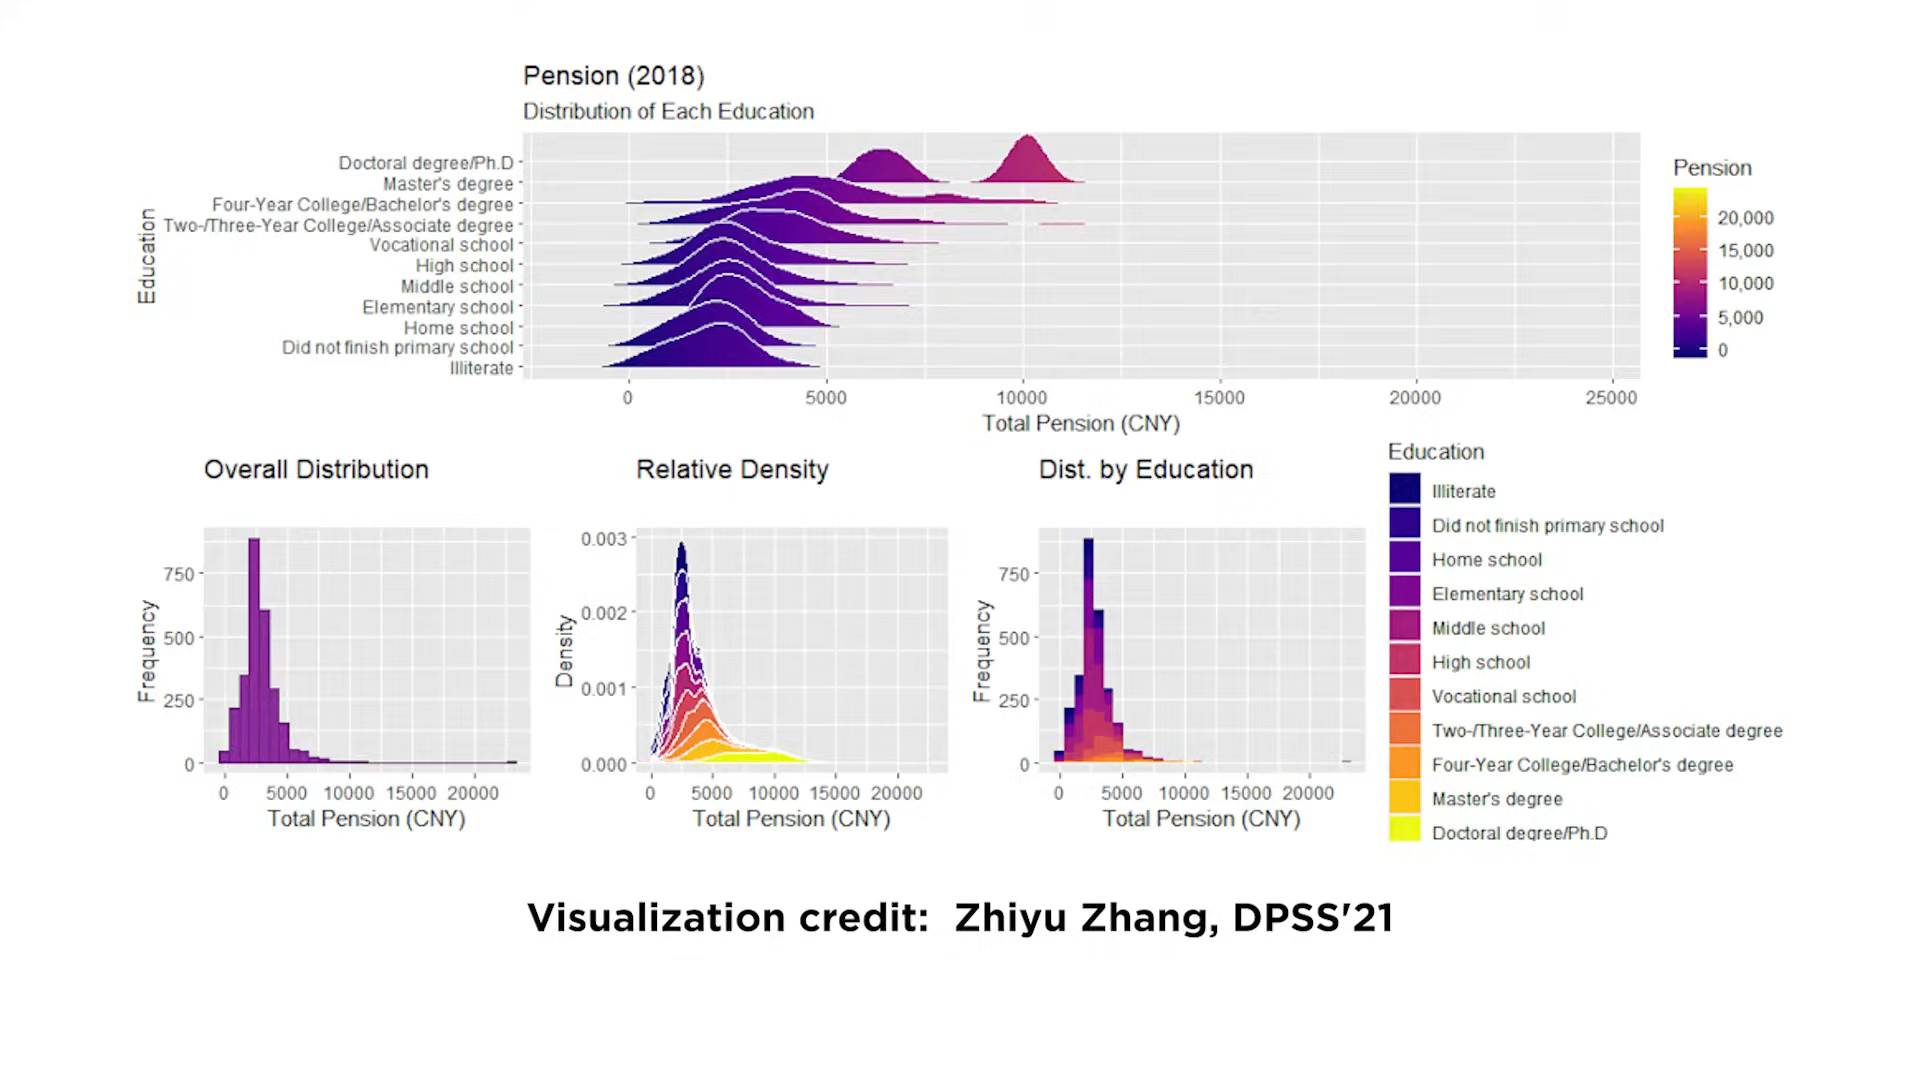 Pension (2018)
Distribution of Each Education
Education
Doctoral degree/Ph.D
Master's degree
Four-Year College/Bachelor's degree
Two-/Three-Year College/Associate degree
Vocational school
High school
Middle school
Elementary school
Home school
Did not finish primary school
Illiterate
0 5000 10000 15000 20000 25000
Total Pension (CNY)
Pension
20,000
15,000
10,000
5,000
0
Overall Distribution
Frequency
750
500
250
0
0 5000 10000 15000 20000
Total Pension (CNY)
Relative Density
Density
0.003
0.002
0.001
0.000
0 5000 10000 15000 20000
Total Pension (CNY)
Dist. by Education
Frequency
750
500
250
0
0 5000 10000 15000 20000
Total Pension (CNY)
Education
Illiterate
Did not finish primary school
Home school
Elementary school
Middle school
High school
Vocational school
Two-/Three-Year College/Associate degree
Four-Year College/Bachelor's degree
Master's degree
Doctoral degree/Ph.D
Visualization credit: Zhiyu Zhang, DPSS'21